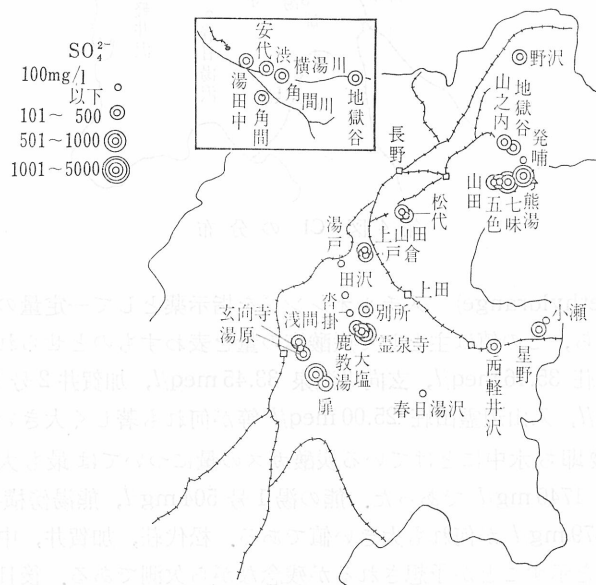 SO₄²⁻
100mg/l
以下
101～ 500
501～1000
1001～5000
安代
渋
横湯川
湯田中
角間
角間川
地獄谷
野沢
山之内
地獄谷
発哺
長野
山田
五色
七味
熊湯
松代
湯戸
上山田
戸倉
田沢
上田
沓掛
別所
玄向寺
湯原
浅間
鹿教湯
大塩
霊泉寺
扉
春日湯沢
西軽井沢
星野
小瀬
の 分 布